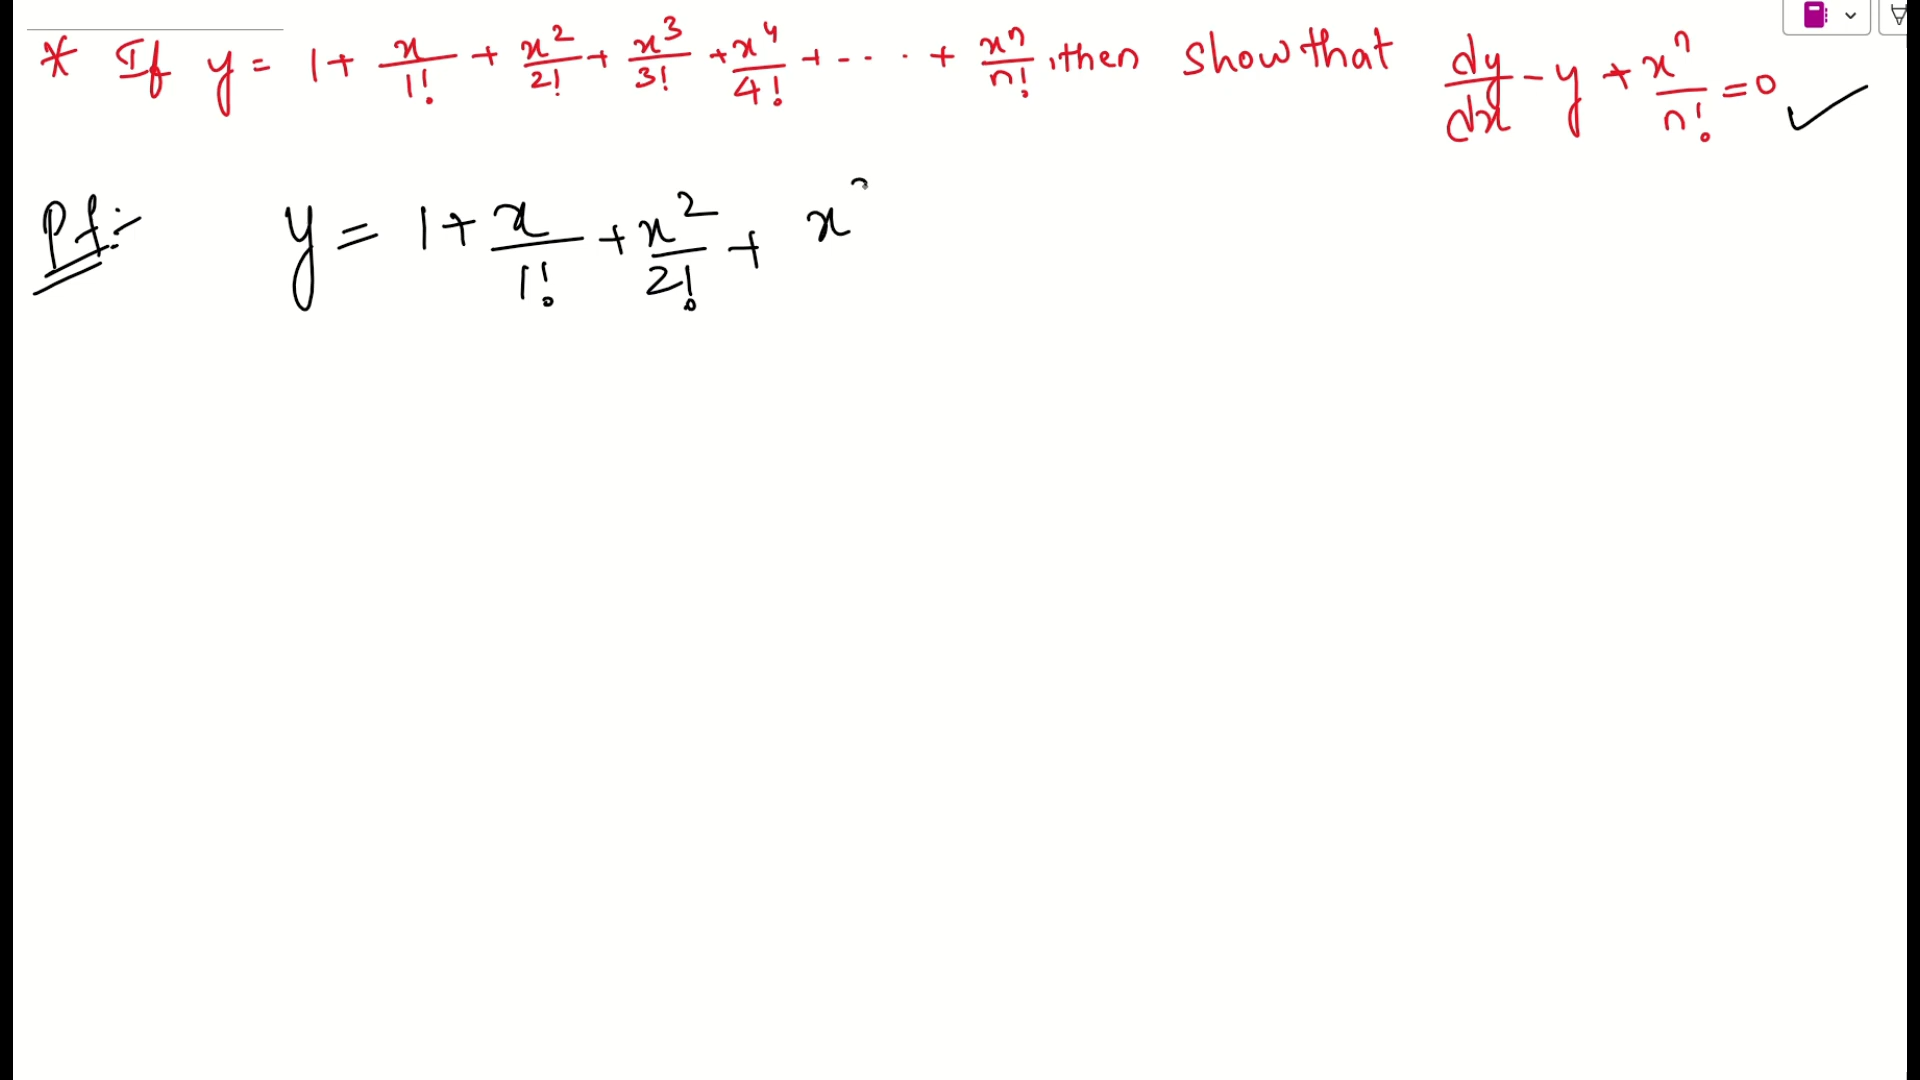 * If y = 1 + x/1! + x²/2! + x³/3! + x⁴/4! + - - . . + xⁿ/n!, then show that dy/dx - y + xⁿ/n! = 0 ✓
Pf:- y = 1 + x/1! + x²/2! + x